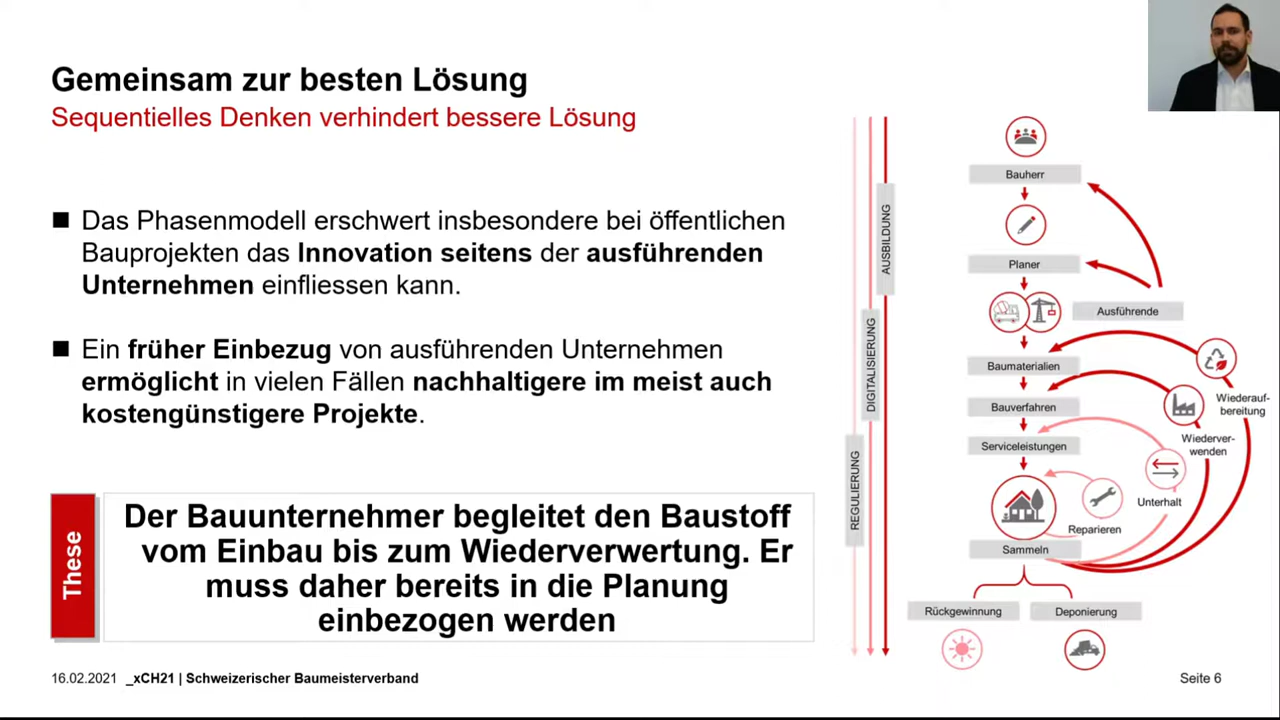 Gemeinsam zur besten Lösung
Sequentielles Denken verhindert bessere Lösung
■ Das Phasenmodell erschwert insbesondere bei öffentlichen
Bauprojekten das Innovation seitens der ausführenden
Unternehmen einfliessen kann.
■ Ein früher Einbezug von ausführenden Unternehmen
ermöglicht in vielen Fällen nachhaltigere im meist auch
kostengünstigere Projekte.
These
Der Bauunternehmer begleitet den Baustoff
vom Einbau bis zum Wiederverwertung. Er
muss daher bereits in die Planung
einbezogen werden
AUSBILDUNG
DIGITALISIERUNG
REGULIERUNG
Bauherr
Planer
Ausführende
Baumaterialien
Bauverfahren
Serviceleistungen
Wiederauf-
bereitung
Wiederver-
wenden
Unterhalt
Reparieren
Sammeln
Rückgewinnung
Deponierung
16.02.2021 _xCH21 | Schweizerischer Baumeisterverband
Seite 6